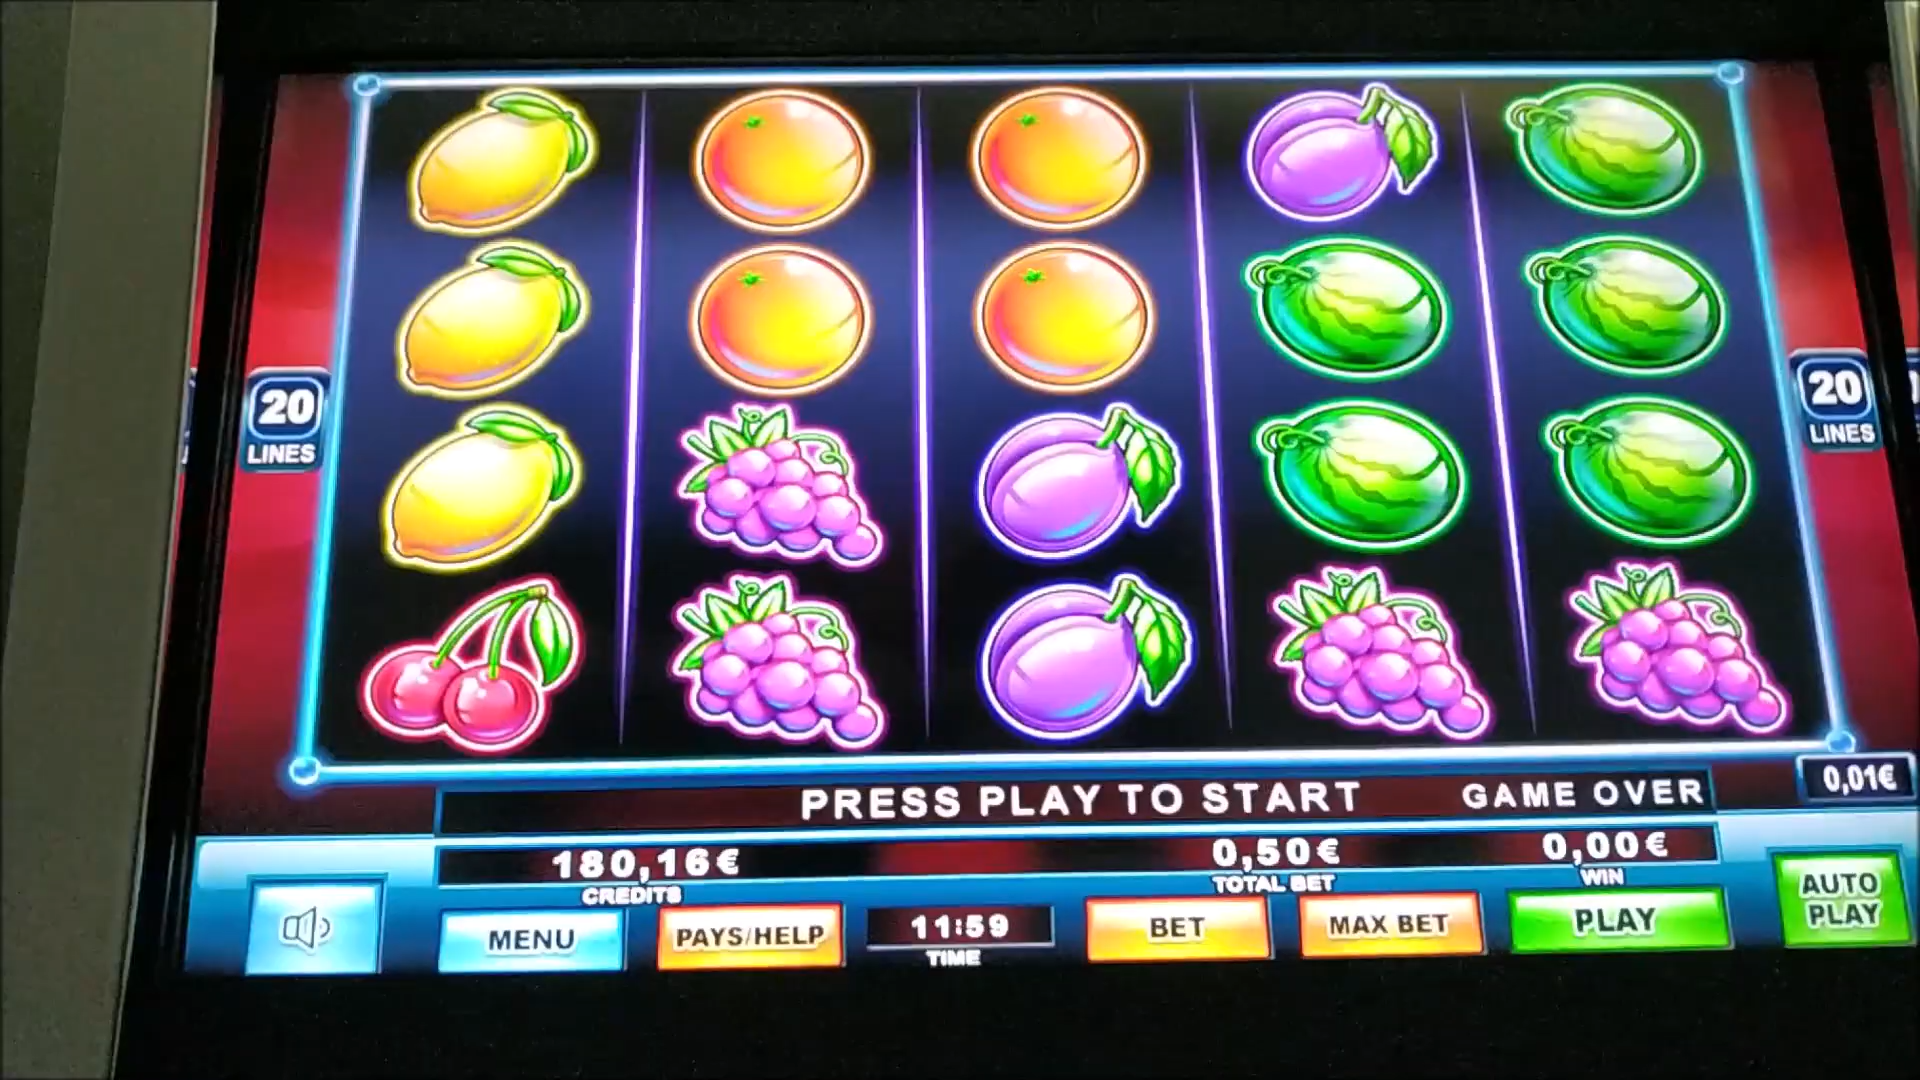 20
LINES
20
LINES
0,01€
PRESS PLAY TO START
GAME OVER
180,16€
CREDITS
0,50€
TOTAL BET
0,00€
WIN
MENU
PAYS/HELP
11:59
TIME
BET
MAX BET
PLAY
AUTO
PLAY